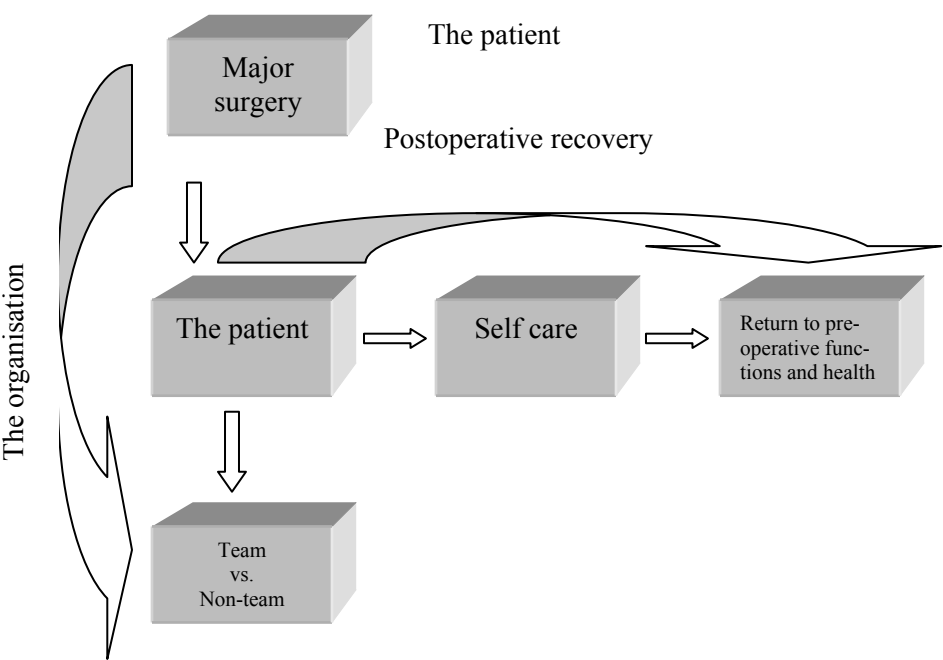 The patient
Major
surgery
Postoperative recovery
The organisation
The patient
Self care
Return to pre-
operative func-
tions and health
Team
vs.
Non-team